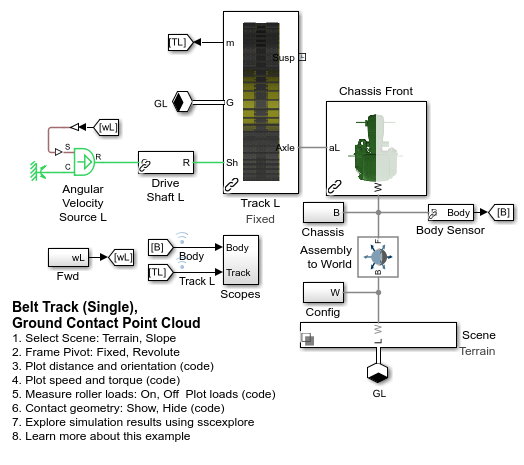 [TL]
m
Susp
GL
G
Chassis Front
[wL]
S
R
C
R
Sh
Axle
aL
W
Angular
Velocity
Source L
Drive
Shaft L
Track L
Fixed
B
Chassis
Body
[B]
Body Sensor
wL
[wL]
Fwd
[B]
Body
Body
[TL]
Track
Track L
Scopes
Assembly
to World
F
B
W
Config
W
L
Scene
Terrain
GL
Belt Track (Single),
Ground Contact Point Cloud
1. Select Scene: Terrain, Slope
2. Frame Pivot: Fixed, Revolute
3. Plot distance and orientation (code)
4. Plot speed and torque (code)
5. Measure roller loads: On, Off  Plot loads (code)
6. Contact geometry: Show, Hide (code)
7. Explore simulation results using sscexplore
8. Learn more about this example